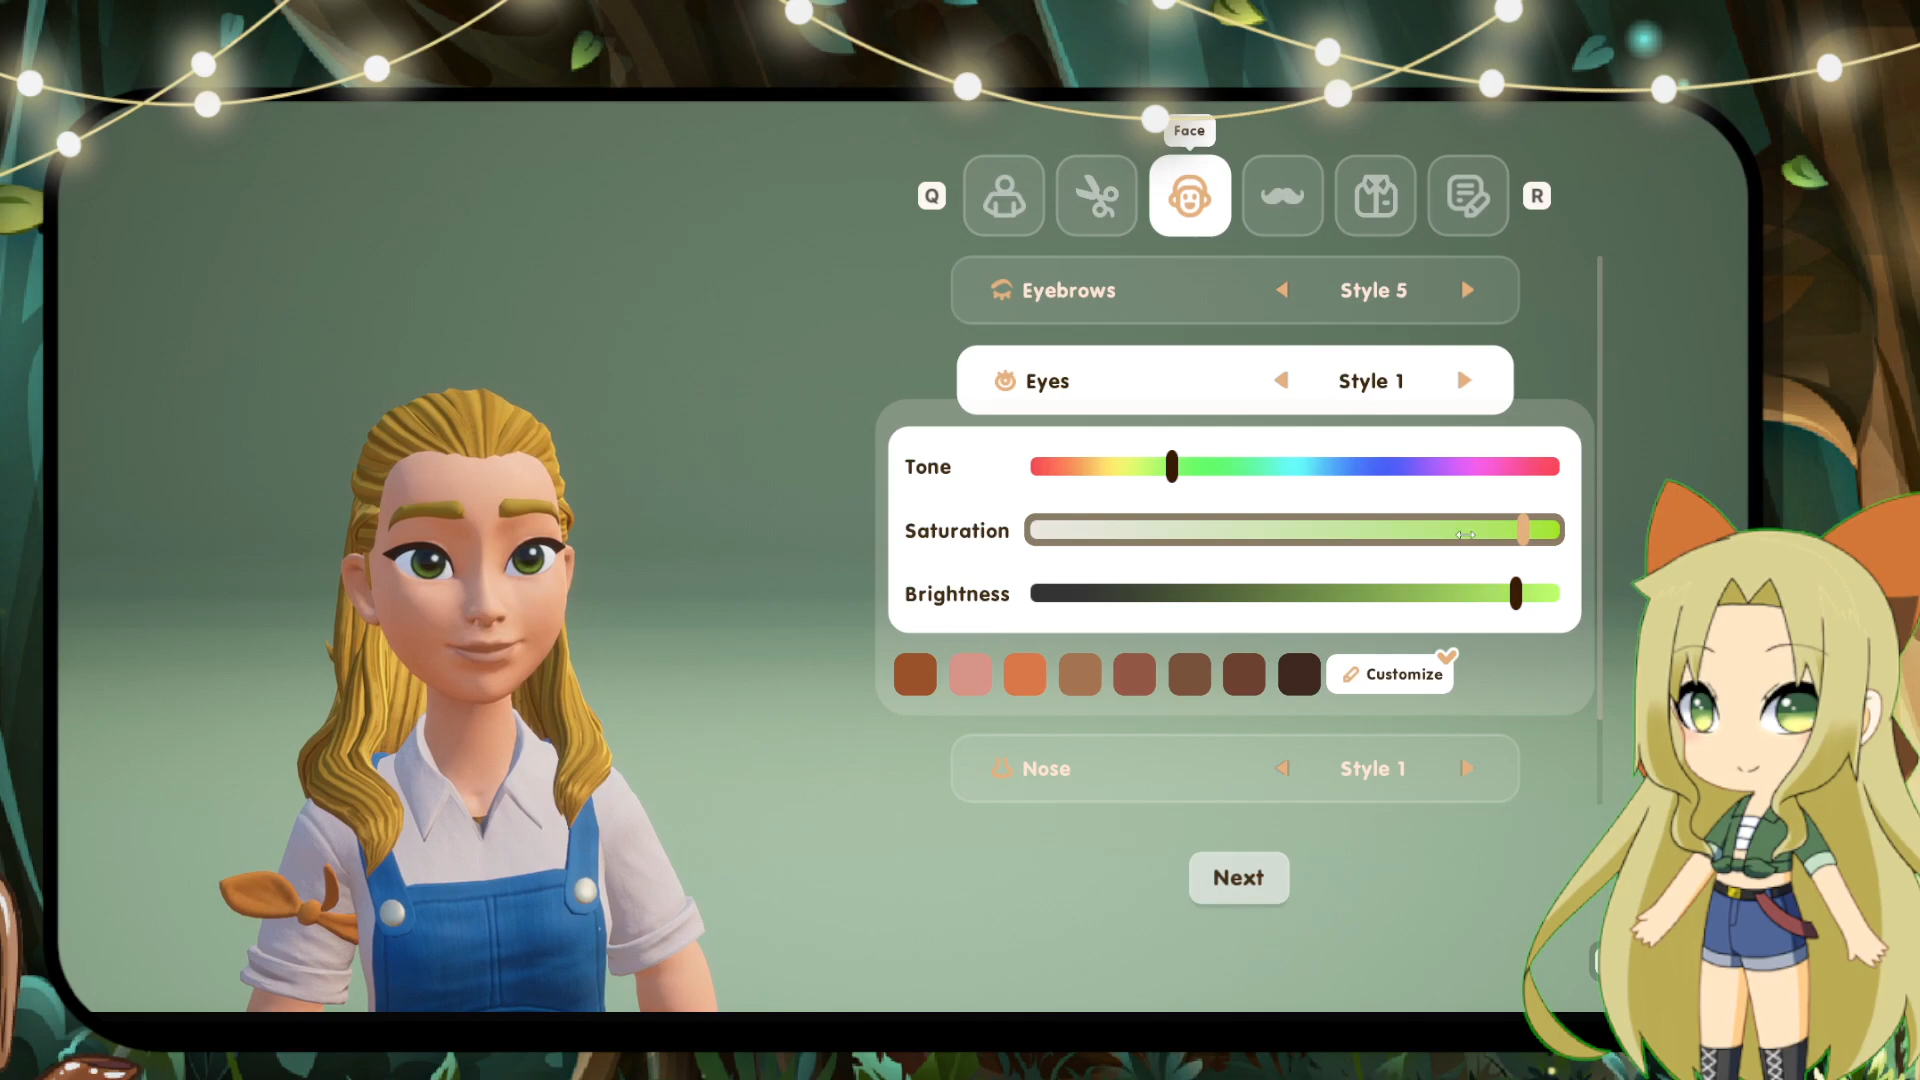 Face
Q
R
Eyebrows
Style 5
Eyes
Style 1
Tone
Saturation
Brightness
Customize
Nose
Style 1
Next